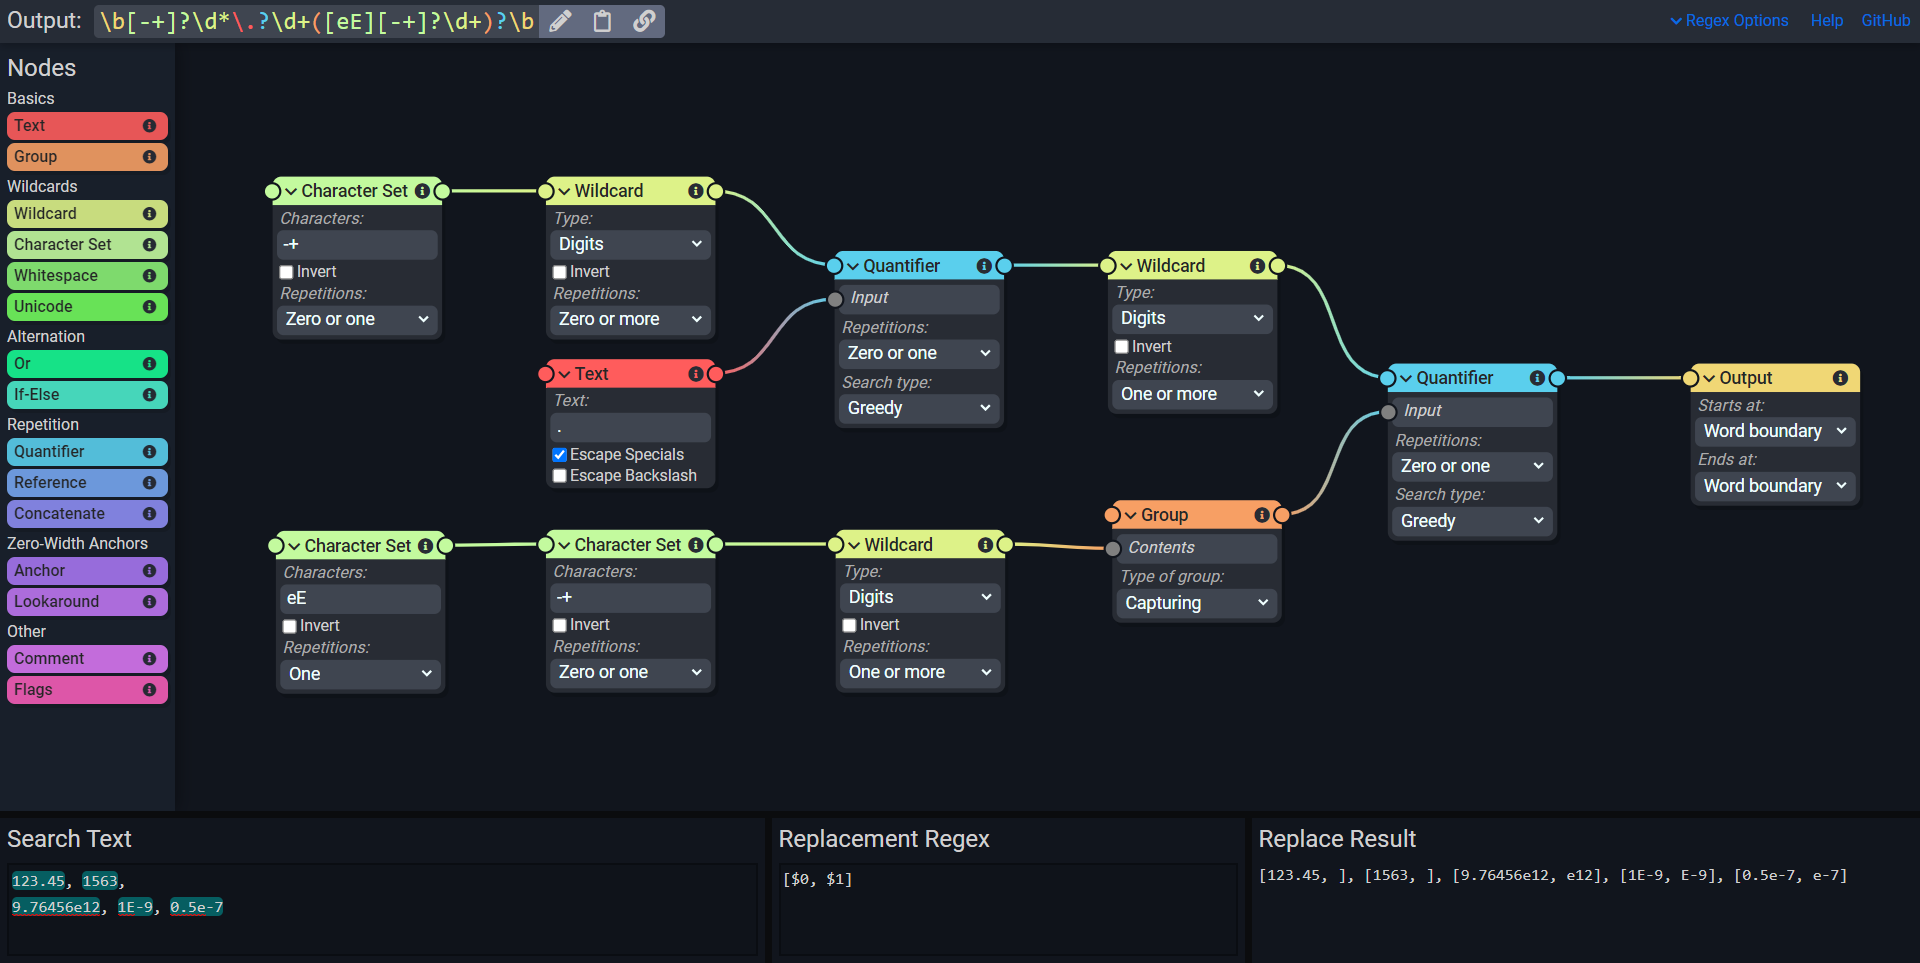 Output: \b[-+]?\d*\.?\d+([eE][-+]?\d+)?\b
Regex Options Help GitHub
Nodes
Basics
Text
Group
Wildcards
Wildcard
Character Set
Whitespace
Unicode
Alternation
Or
If-Else
Repetition
Quantifier
Reference
Concatenate
Zero-Width Anchors
Anchor
Lookaround
Other
Comment
Flags
Character Set
Characters:
-+
Invert
Repetitions:
Zero or one
Wildcard
Type:
Digits
Invert
Repetitions:
Zero or more
Text
Text:
.
Escape Specials
Escape Backslash
Quantifier
Input
Repetitions:
Zero or one
Search type:
Greedy
Wildcard
Type:
Digits
Invert
Repetitions:
One or more
Character Set
Characters:
eE
Invert
Repetitions:
One
Character Set
Characters:
-+
Invert
Repetitions:
Zero or one
Wildcard
Type:
Digits
Invert
Repetitions:
One or more
Group
Contents
Type of group:
Capturing
Quantifier
Input
Repetitions:
Zero or one
Search type:
Greedy
Output
Starts at:
Word boundary
Ends at:
Word boundary
Search Text
123.45, 1563,
9.76456e12, 1E-9, 0.5e-7
Replacement Regex
[$0, $1]
Replace Result
[123.45, ], [1563, ], [9.76456e12, e12], [1E-9, E-9], [0.5e-7, e-7]